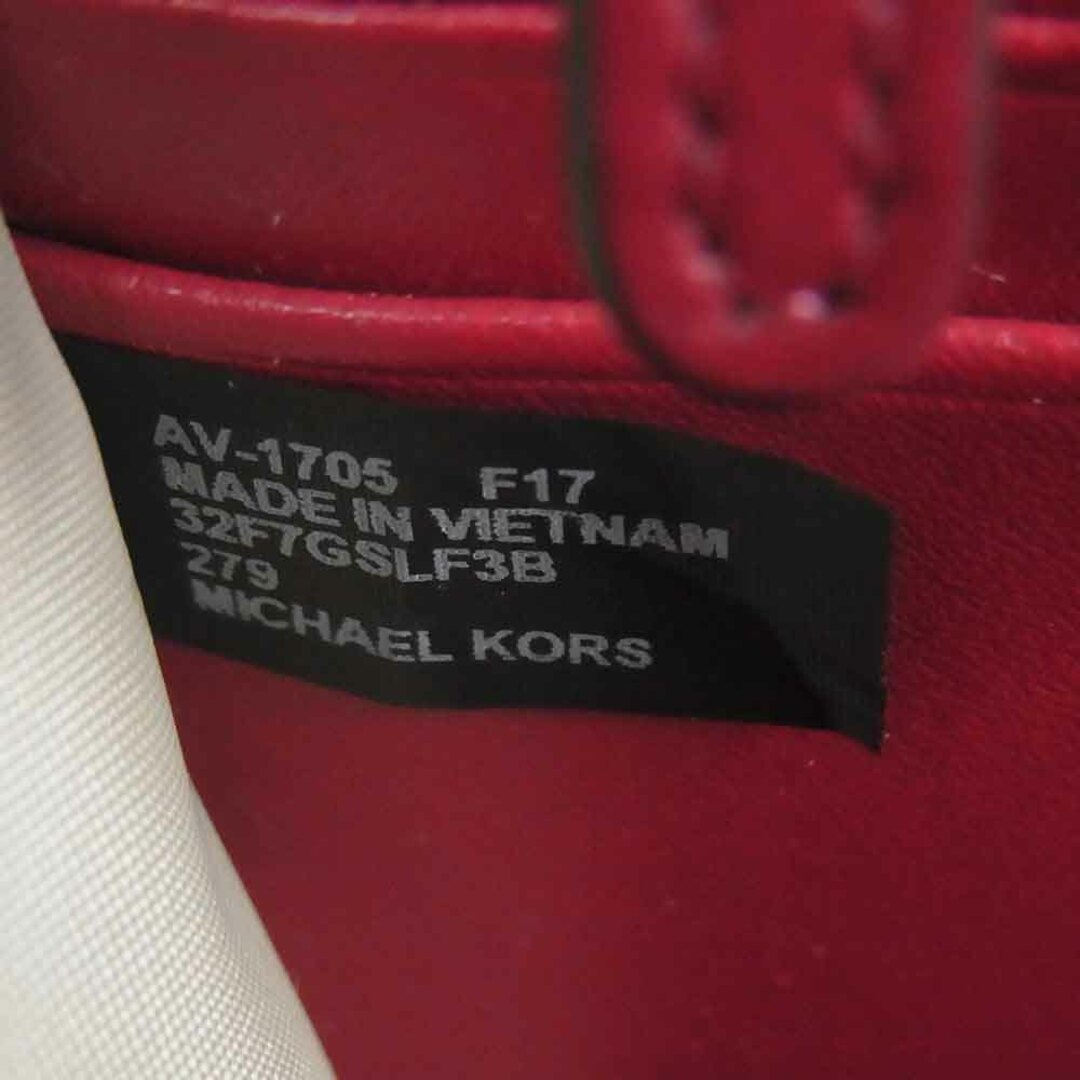 AV-1705 F17
MADE IN VIETNAM
32F7GSLF3B
279
MICHAEL KORS